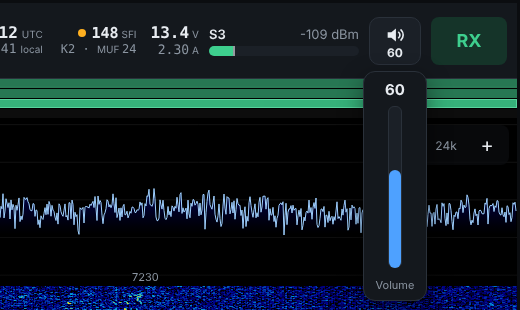 12 UTC 148 SFI 13.4 V S3 -109 dBm
41 local K2 · MUF 24 2.30 A 60 RX
60
24k +
7230
Volume